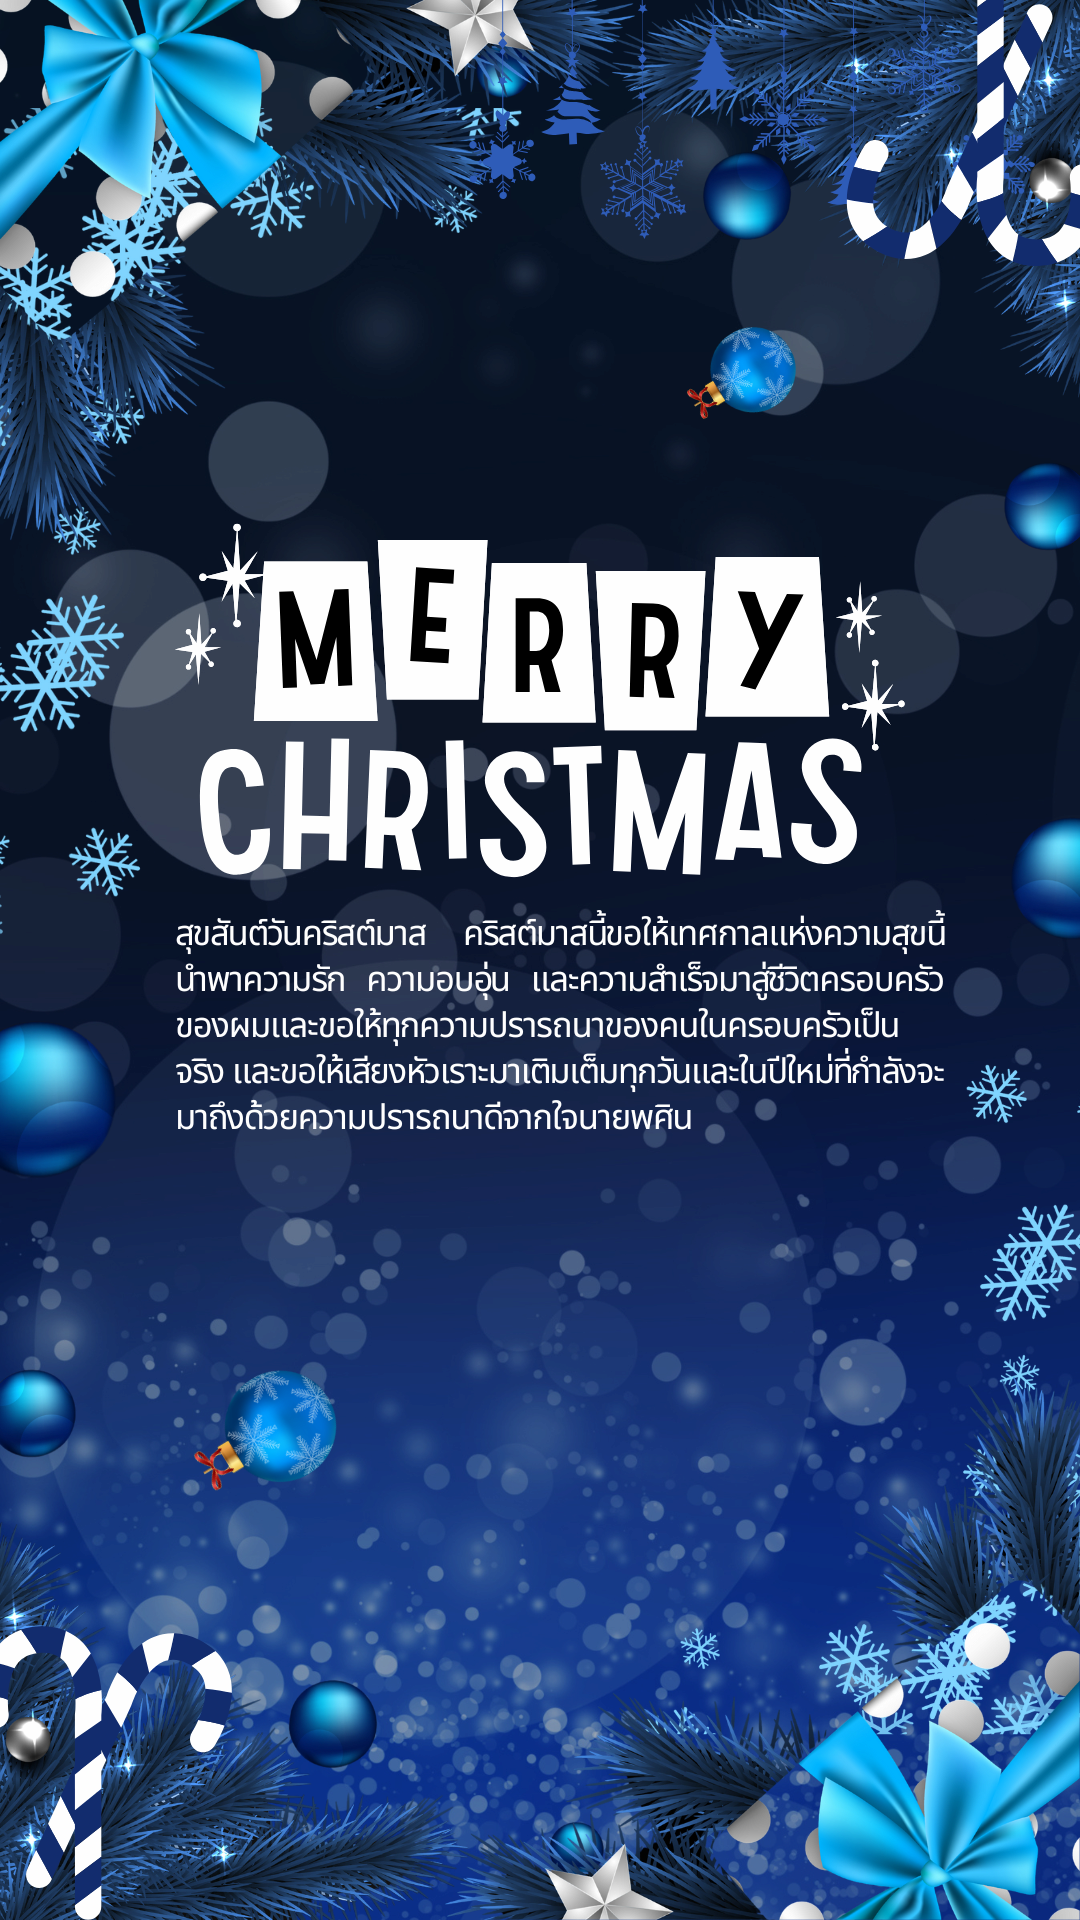 MERRY
CHRISTMAS
สุขสันต์วันคริสต์มาส คริสต์มาสนี้ขอให้เทศกาลแห่งความสุขนี้
นำพาความรัก ความอบอุ่น และความสำเร็จมาสู่ชีวิตครอบครัว
ของผมและขอให้ทุกความปรารถนาของคนในครอบครัวเป็น
จริง และขอให้เสียงหัวเราะมาเติมเต็มทุกวันและในปีใหม่ที่กำลังจะ
มาถึงด้วยความปรารถนาดีจากใจนายพศิน